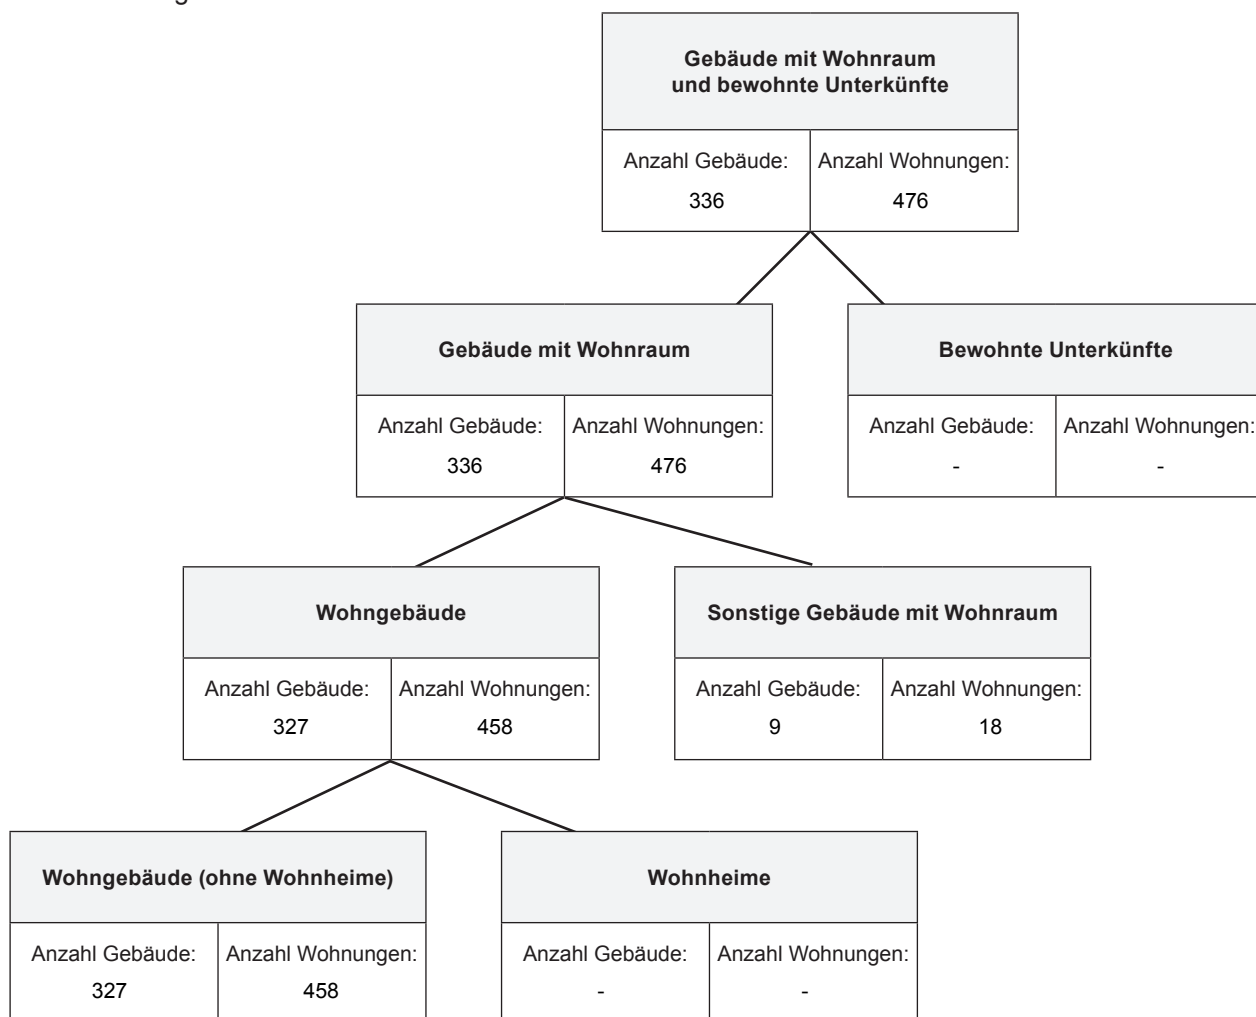 Gebäude mit Wohnraum
und bewohnte Unterkünfte
Anzahl Gebäude: Anzahl Wohnungen:
336 476
Gebäude mit Wohnraum
Anzahl Gebäude: Anzahl Wohnungen:
336 476
Bewohnte Unterkünfte
Anzahl Gebäude: Anzahl Wohnungen:
- -
Wohngebäude
Anzahl Gebäude: Anzahl Wohnungen:
327 458
Sonstige Gebäude mit Wohnraum
Anzahl Gebäude: Anzahl Wohnungen:
9 18
Wohngebäude (ohne Wohnheime)
Anzahl Gebäude: Anzahl Wohnungen:
327 458
Wohnheime
Anzahl Gebäude: Anzahl Wohnungen:
- -